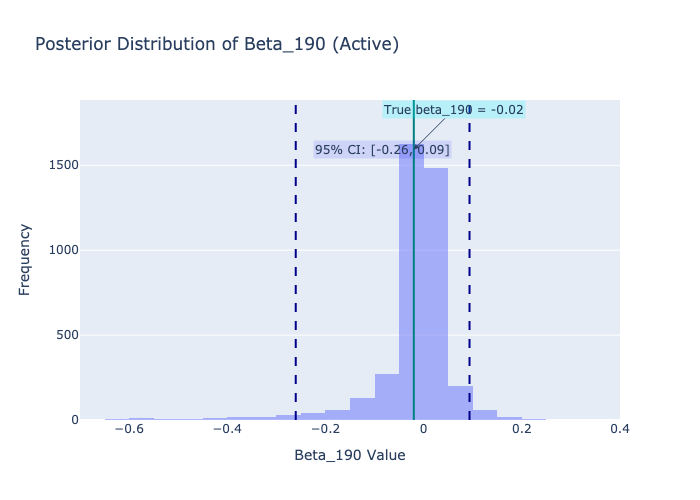 Posterior Distribution of Beta_190 (Active)
True beta_190 = -0.02
95% CI: [-0.26, 0.09]
1500
1000
500
0
Frequency
−0.6
−0.4
−0.2
0
0.2
0.4
Beta_190 Value